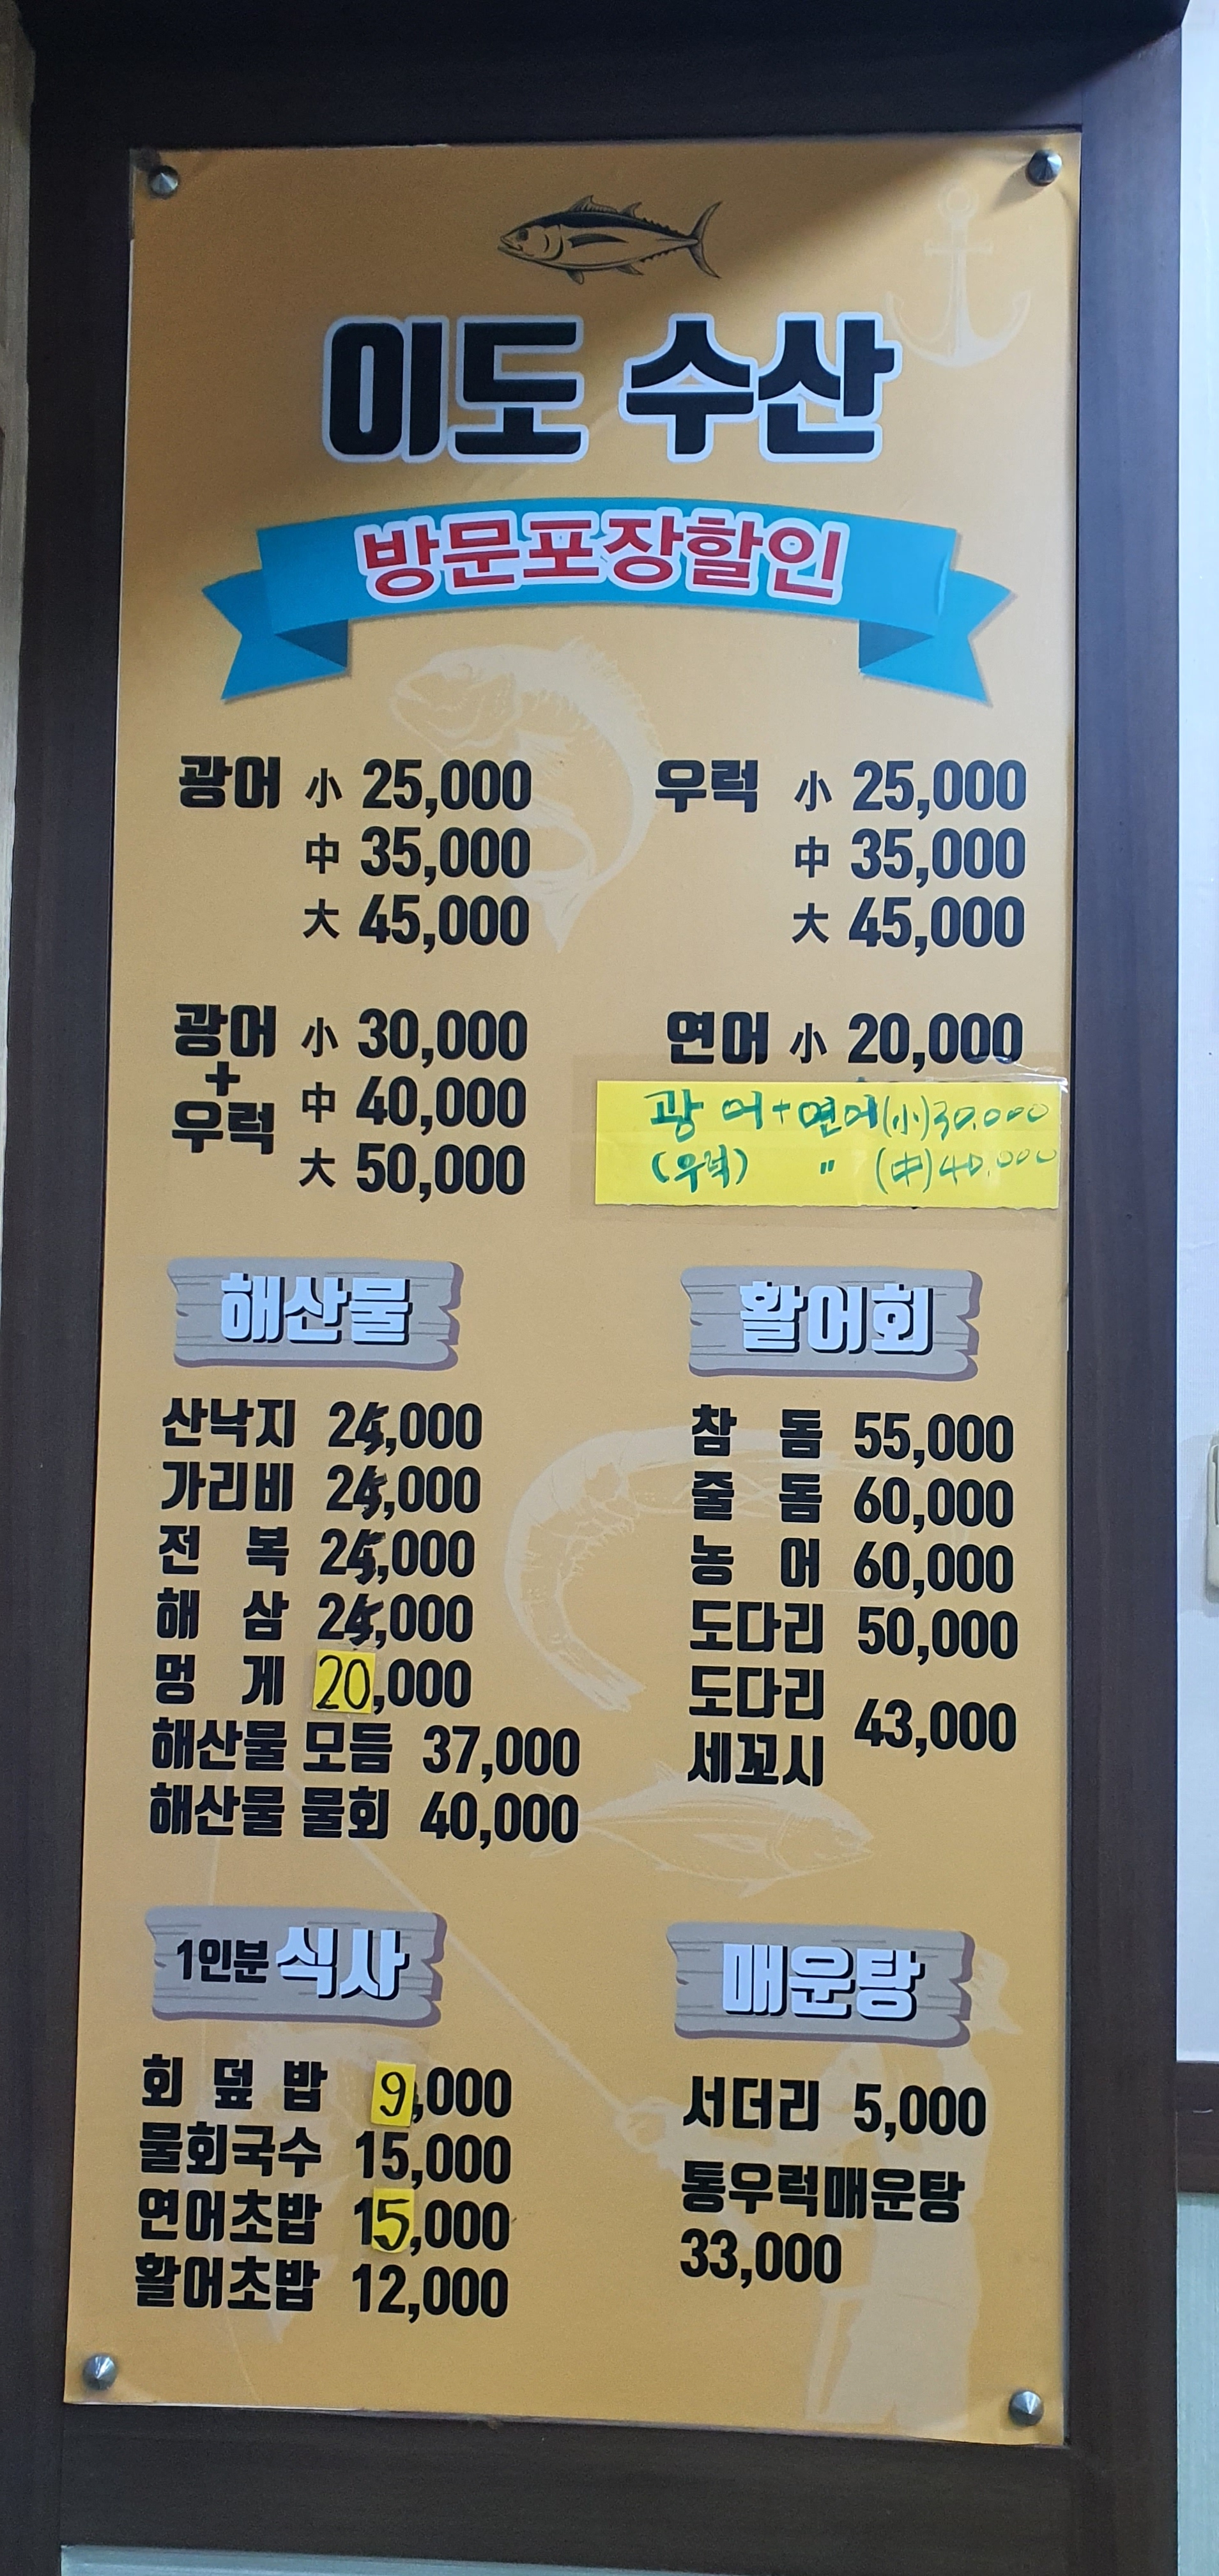 이도 수산
방문포장할인
광어 小 25,000
中 35,000
大 45,000
우럭 小 25,000
中 35,000
大 45,000
광어
+
우럭
小 30,000
中 40,000
大 50,000
연어 小 20,000
광어+연어(小)30.000
(우럭) " (中)40.000
해산물
산낙지 25,000
가리비 25,000
전복 25,000
해삼 25,000
멍게 20,000
해산물 모듬 37,000
해산물 물회 40,000
활어회
참돔 55,000
줄돔 60,000
농어 60,000
도다리 50,000
도다리
세꼬시
43,000
1인분 식사
회덮밥 9,000
물회국수 15,000
연어초밥 15,000
활어초밥 12,000
매운탕
서더리 5,000
통우럭매운탕
33,000